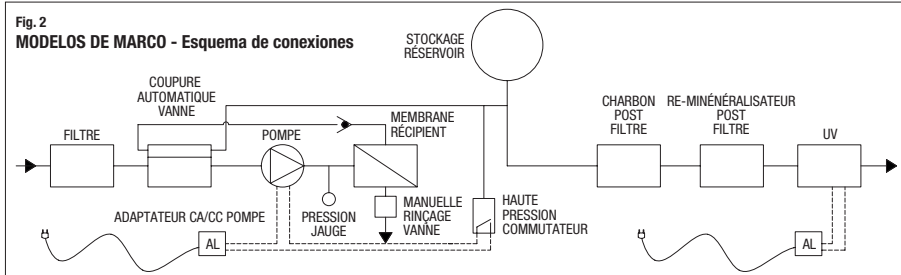 Fig. 2
MODELOS DE MARCO - Esquema de conexiones
STOCKAGE
RÉSERVOIR
COUPURE
AUTOMATIQUE
VANNE
FILTRE
POMPE
MEMBRANE
RÉCIPIENT
CHARBON
POST
FILTRE
RE-MINÉNÉRALISATEUR
POST
FILTRE
UV
ADAPTATEUR CA/CC POMPE
AL
PRESSION
JAUGE
MANUELLE
RINÇAGE
VANNE
HAUTE
PRESSION
COMMUTATEUR
AL